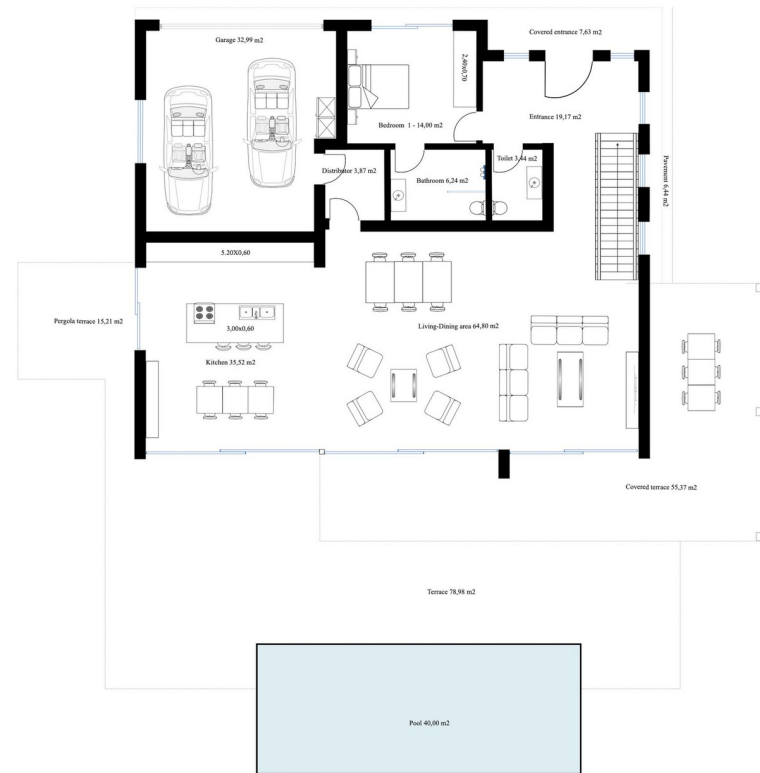 Garage 32,99 m2
Covered entrance 7,63 m2
2,40x0,70
Bedroom 1 - 14,00 m2
Entrance 19,17 m2
Toilet 3,44 m2
Distributor 3,87 m2
Bathroom 6,24 m2
Pavement 6,44 m2
5.20X0,60
Pergola terrace 15,21 m2
3,00x0,60
Living-Dining area 64,80 m2
Kitchen 35,52 m2
Covered terrace 55,37 m2
Terrace 78,98 m2
Pool 40,00 m2